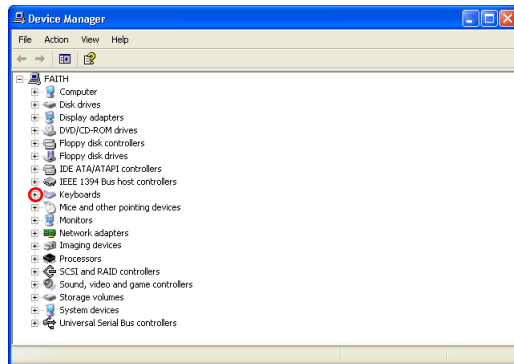 Device Manager
File Action View Help
FAITH
Computer
Disk drives
Display adapters
DVD/CD-ROM drives
Floppy disk controllers
Floppy disk drives
IDE ATA/ATAPI controllers
IEEE 1394 Bus host controllers
Keyboards
Mice and other pointing devices
Monitors
Network adapters
Imaging devices
Processors
SCSI and RAID controllers
Sound, video and game controllers
Storage volumes
System devices
Universal Serial Bus controllers